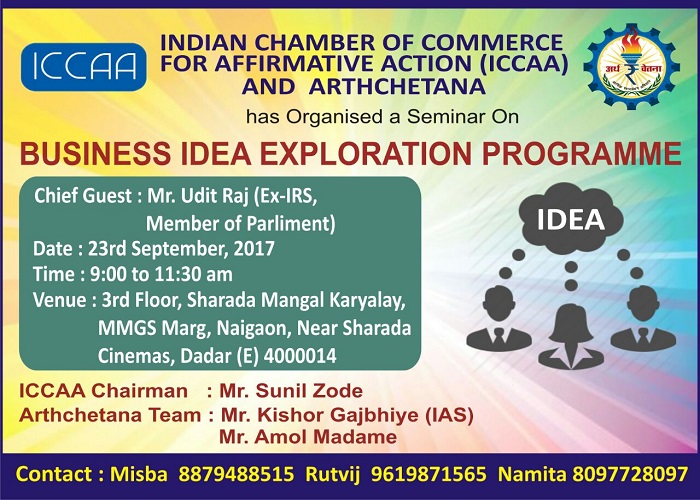 ICCAA
INDIAN CHAMBER OF COMMERCE
FOR AFFIRMATIVE ACTION (ICCAA)
AND ARTHCHETANA
अर्थ ₹ चेतना
has Organised a Seminar On
BUSINESS IDEA EXPLORATION PROGRAMME
Chief Guest : Mr. Udit Raj (Ex-IRS,
Member of Parliment)
Date : 23rd September, 2017
Time : 9:00 to 11:30 am
Venue : 3rd Floor, Sharada Mangal Karyalay,
MMGS Marg, Naigaon, Near Sharada
Cinemas, Dadar (E) 4000014
IDEA
ICCAA Chairman : Mr. Sunil Zode
Arthchetana Team : Mr. Kishor Gajbhiye (IAS)
Mr. Amol Madame
Contact : Misba 8879488515 Rutvij 9619871565 Namita 8097728097